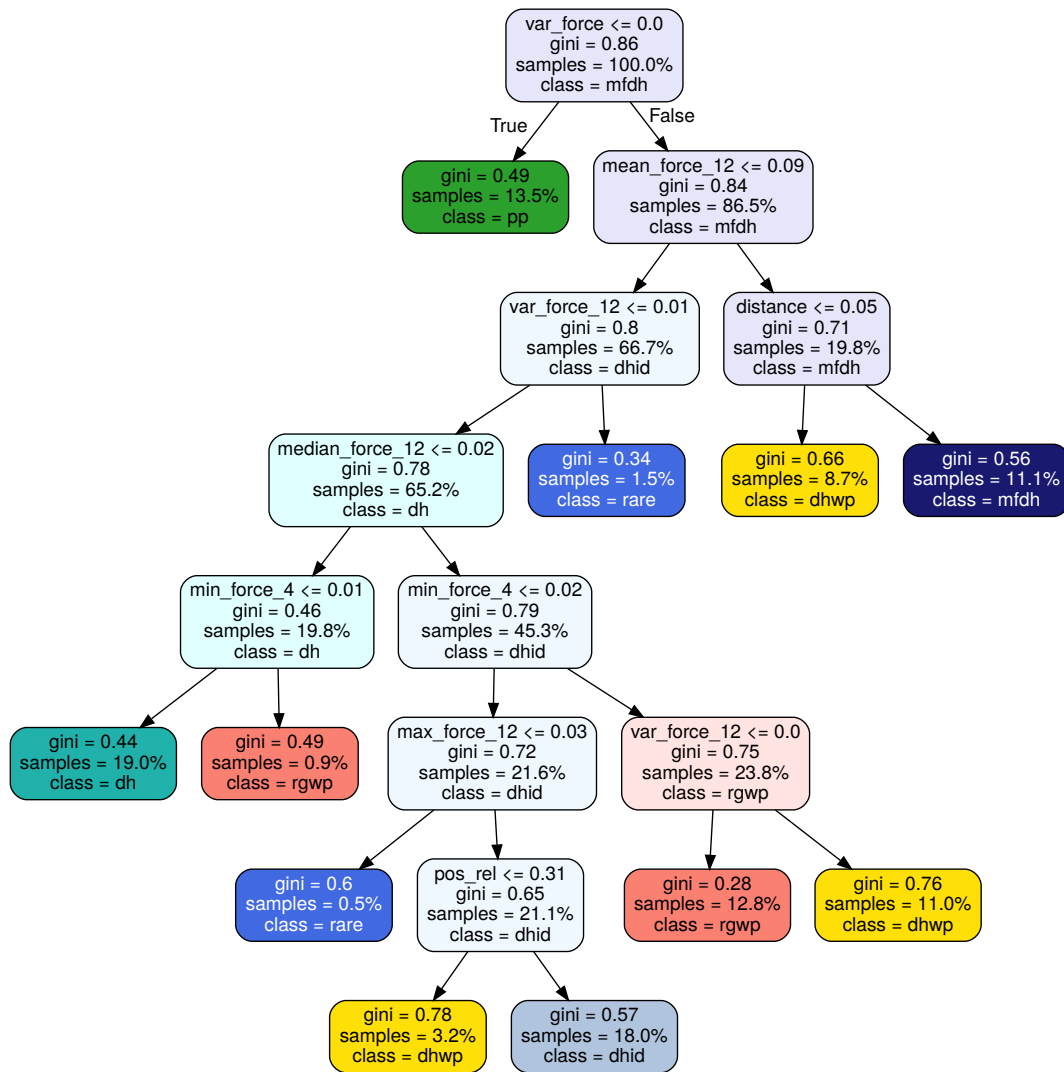 var_force <= 0.0
gini = 0.86
samples = 100.0%
class = mfdh
True
False
gini = 0.49
samples = 13.5%
class = pp
mean_force_12 <= 0.09
gini = 0.84
samples = 86.5%
class = mfdh
var_force_12 <= 0.01
gini = 0.8
samples = 66.7%
class = dhid
distance <= 0.05
gini = 0.71
samples = 19.8%
class = mfdh
median_force_12 <= 0.02
gini = 0.78
samples = 65.2%
class = dh
gini = 0.34
samples = 1.5%
class = rare
gini = 0.66
samples = 8.7%
class = dhwp
gini = 0.56
samples = 11.1%
class = mfdh
min_force_4 <= 0.01
gini = 0.46
samples = 19.8%
class = dh
min_force_4 <= 0.02
gini = 0.79
samples = 45.3%
class = dhid
gini = 0.44
samples = 19.0%
class = dh
gini = 0.49
samples = 0.9%
class = rgwp
max_force_12 <= 0.03
gini = 0.72
samples = 21.6%
class = dhid
var_force_12 <= 0.0
gini = 0.75
samples = 23.8%
class = rgwp
gini = 0.6
samples = 0.5%
class = rare
pos_rel <= 0.31
gini = 0.65
samples = 21.1%
class = dhid
gini = 0.28
samples = 12.8%
class = rgwp
gini = 0.76
samples = 11.0%
class = dhwp
gini = 0.78
samples = 3.2%
class = dhwp
gini = 0.57
samples = 18.0%
class = dhid